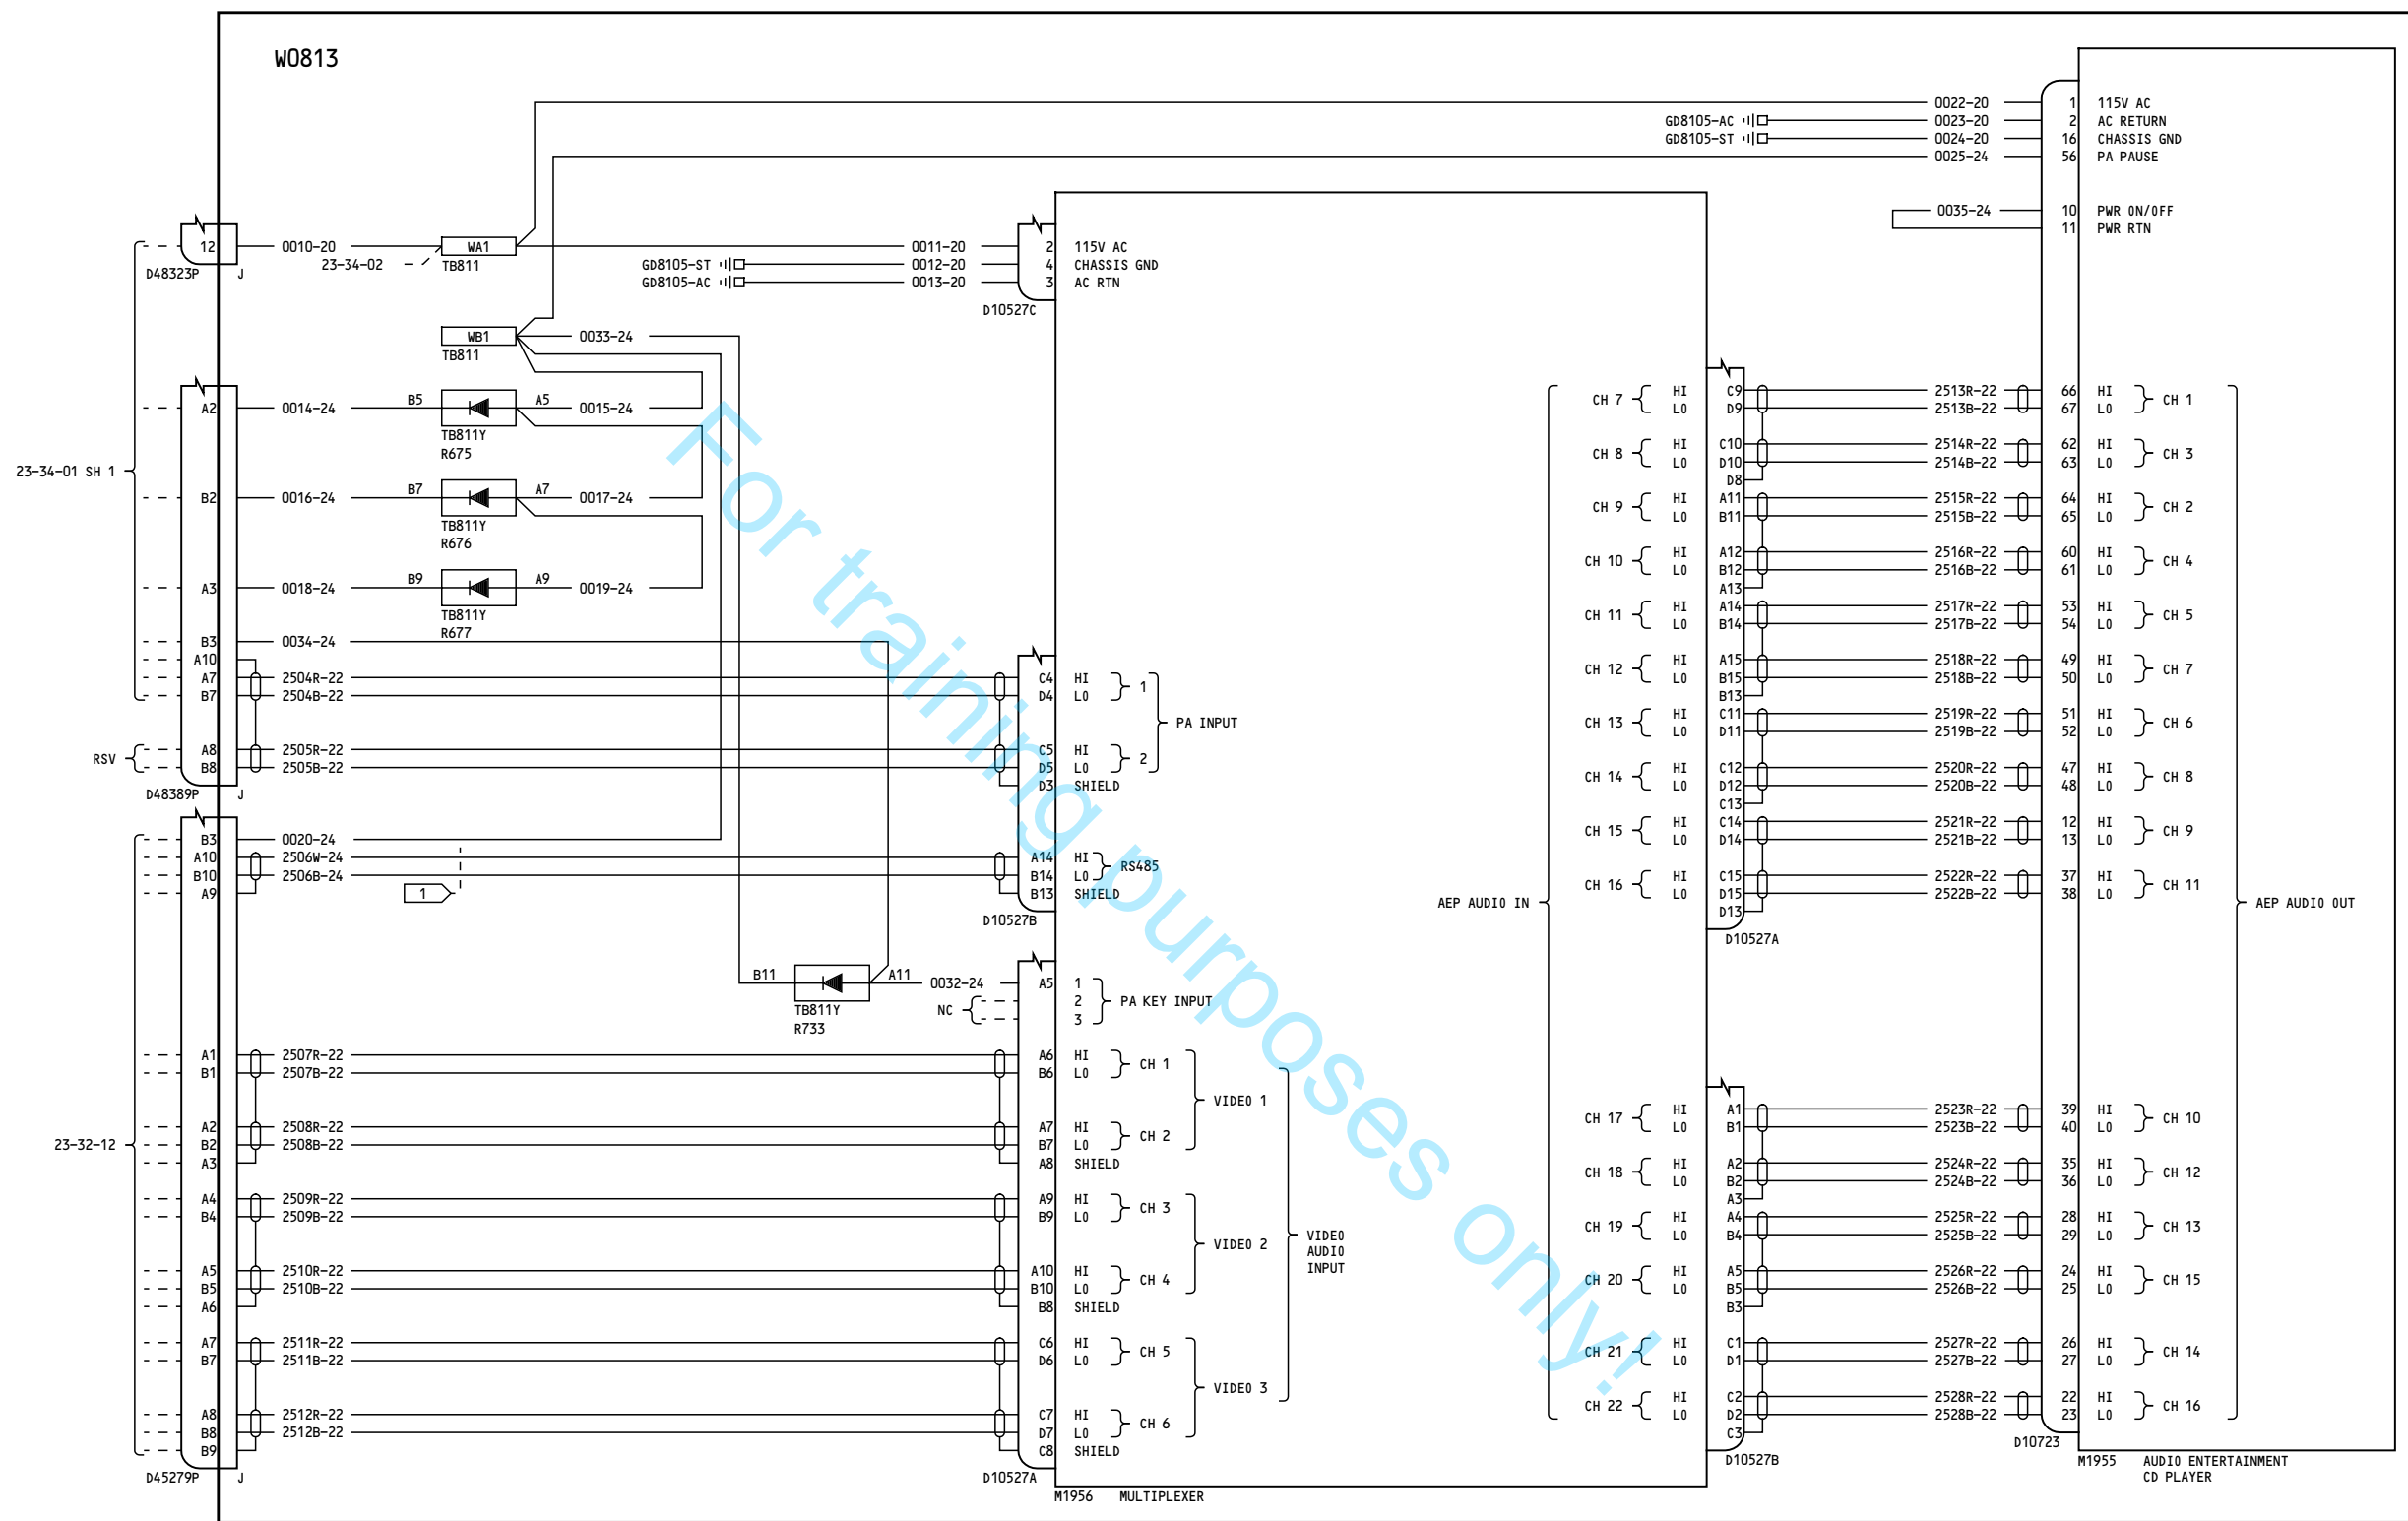 W0813
0022-20 1 115V AC
GD8105-AC 0023-20 2 AC RETURN
GD8105-ST 0024-20 16 CHASSIS GND
0025-24 56 PA PAUSE
0035-24 10 PWR ON/OFF
11 PWR RTN
12 0010-20 WA1 0011-20 2 115V AC
23-34-02 TB811 GD8105-ST 0012-20 4 CHASSIS GND
D48323P J GD8105-AC 0013-20 3 AC RTN
D10527C
WB1 0033-24
TB811
23-34-01 SH 1
A2 0014-24 B5 A5 0015-24
TB811Y
R675
B2 0016-24 B7 A7 0017-24
TB811Y
R676
A3 0018-24 B9 A9 0019-24
TB811Y
R677
B3 0034-24
A10
A7 2504R-22 C4 HI
B7 2504B-22 D4 LO
1
PA INPUT
RSV
A8 2505R-22 C5 HI
B8 2505B-22 D5 LO
2
D3 SHIELD
D48389P J
B3 0020-24
A10 2506W-24 A14 HI
B10 2506B-24 B14 LO
RS485
A9 1 B13 SHIELD
D10527B
B11 A11 0032-24 A5 1
TB811Y
R733
NC 2
3
PA KEY INPUT
23-32-12
A1 2507R-22 A6 HI
B1 2507B-22 B6 LO
CH 1
VIDEO 1
A2 2508R-22 A7 HI
B2 2508B-22 B7 LO
CH 2
A3 A8 SHIELD
A4 2509R-22 A9 HI
B4 2509B-22 B9 LO
CH 3
VIDEO 2
VIDEO
AUDIO
INPUT
A5 2510R-22 A10 HI
B5 2510B-22 B10 LO
CH 4
A6 B8 SHIELD
A7 2511R-22 C6 HI
B7 2511B-22 D6 LO
CH 5
VIDEO 3
A8 2512R-22 C7 HI
B8 2512B-22 D7 LO
CH 6
B9 C8 SHIELD
D45279P J
D10527A
M1956 MULTIPLEXER
AEP AUDIO IN
CH 7 HI C9 2513R-22 66 HI CH 1
LO D9 2513B-22 67 LO
CH 8 HI C10 2514R-22 62 HI CH 3
LO D10 2514B-22 63 LO
D8
CH 9 HI A11 2515R-22 64 HI CH 2
LO B11 2515B-22 65 LO
CH 10 HI A12 2516R-22 60 HI CH 4
LO B12 2516B-22 61 LO
A13
CH 11 HI A14 2517R-22 53 HI CH 5
LO B14 2517B-22 54 LO
CH 12 HI A15 2518R-22 49 HI CH 7
LO B15 2518B-22 50 LO
B13
CH 13 HI C11 2519R-22 51 HI CH 6
LO D11 2519B-22 52 LO
CH 14 HI C12 2520R-22 47 HI CH 8
LO D12 2520B-22 48 LO
C13
CH 15 HI C14 2521R-22 12 HI CH 9
LO D14 2521B-22 13 LO
CH 16 HI C15 2522R-22 37 HI CH 11
LO D15 2522B-22 38 LO
D13
D10527A
AEP AUDIO OUT
CH 17 HI A1 2523R-22 39 HI CH 10
LO B1 2523B-22 40 LO
CH 18 HI A2 2524R-22 35 HI CH 12
LO B2 2524B-22 36 LO
A3
CH 19 HI A4 2525R-22 28 HI CH 13
LO B4 2525B-22 29 LO
CH 20 HI A5 2526R-22 24 HI CH 15
LO B5 2526B-22 25 LO
B3
CH 21 HI C1 2527R-22 26 HI CH 14
LO D1 2527B-22 27 LO
CH 22 HI C2 2528R-22 22 HI CH 16
LO D2 2528B-22 23 LO
C3
D10527B
D10723
M1955 AUDIO ENTERTAINMENT
CD PLAYER
For training purposes only!